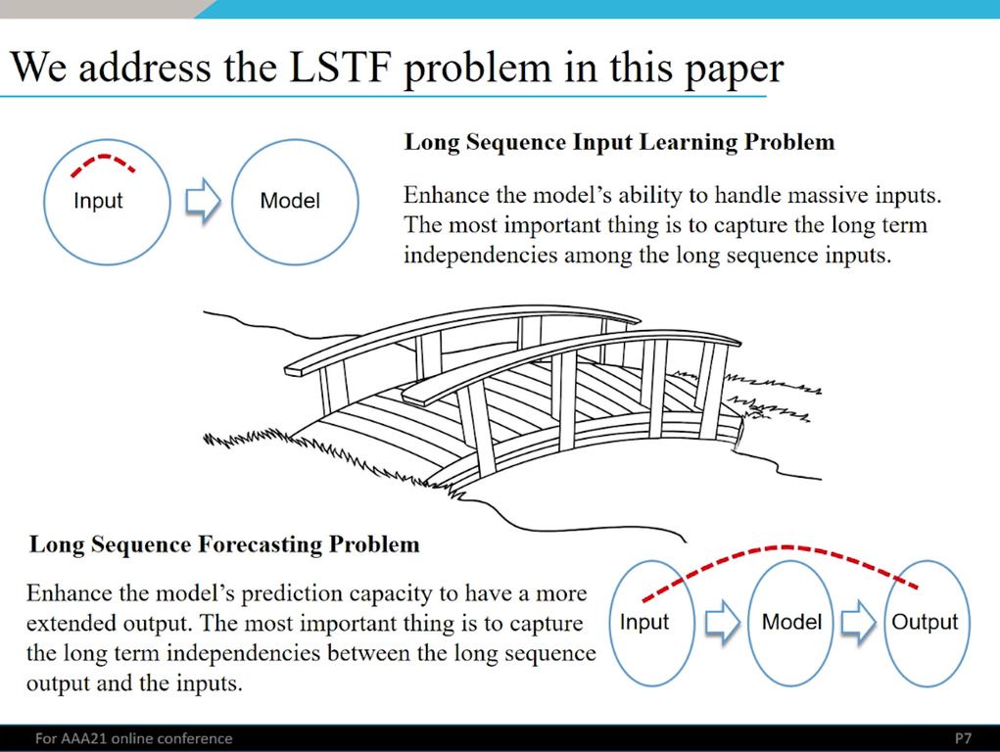 We address the LSTF problem in this paper
Input
Model
Long Sequence Input Learning Problem
Enhance the model’s ability to handle massive inputs.
The most important thing is to capture the long term
independencies among the long sequence inputs.
Long Sequence Forecasting Problem
Enhance the model’s prediction capacity to have a more
extended output. The most important thing is to capture
the long term independencies between the long sequence
output and the inputs.
Input
Model
Output
For AAA21 online conference
P7